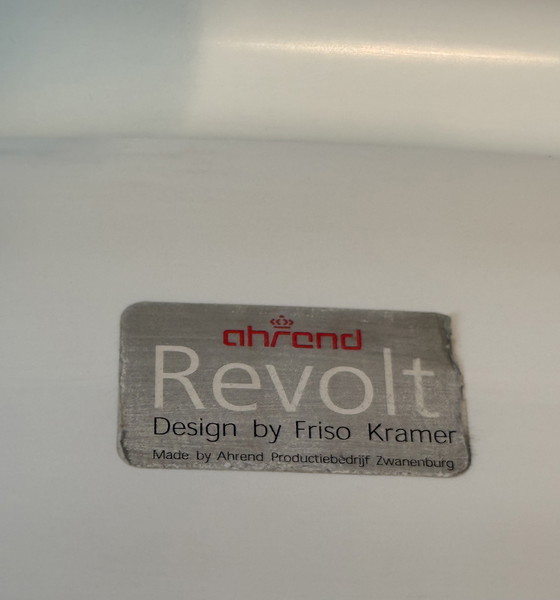 ahrend
Revolt
Design by Friso Kramer
Made by Ahrend Productiebedrijf Zwanenburg